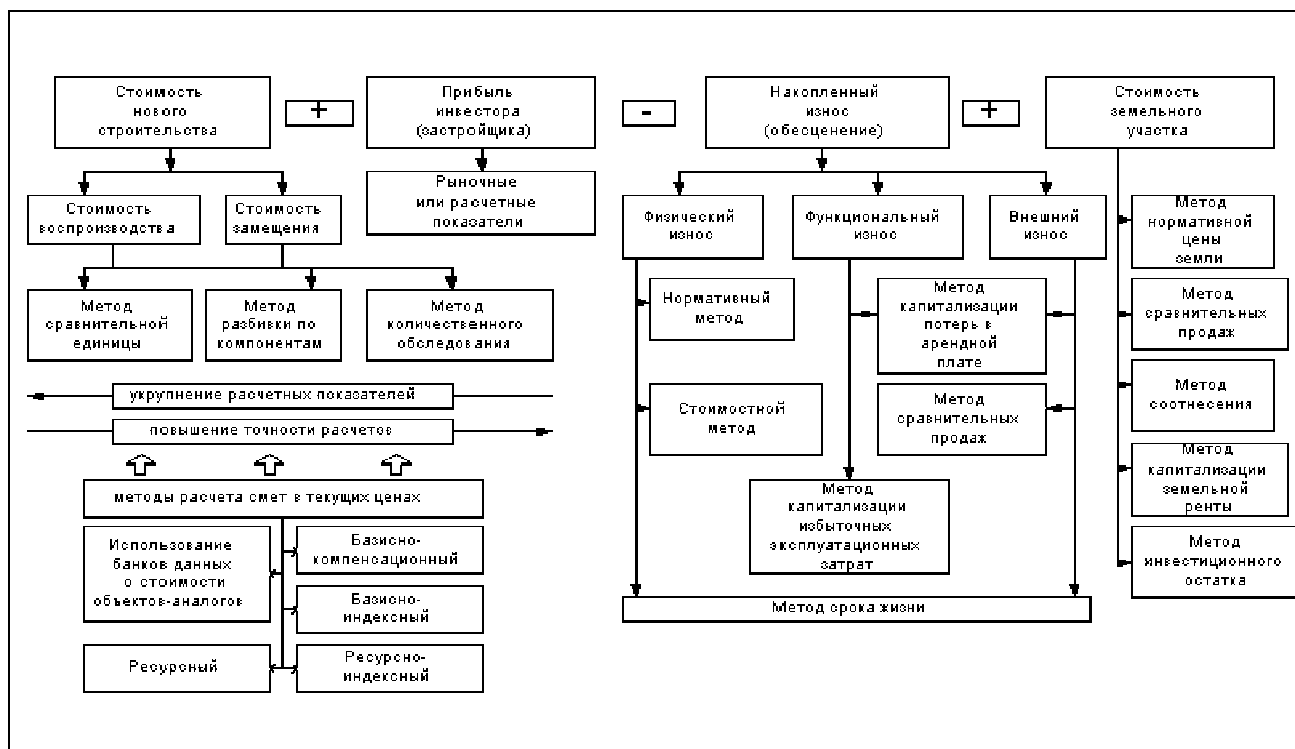 Стоимость
нового
строительства
+
Прибыль
инвестора
(застройщика)
-
Накопленный
износ
(обесценение)
+
Стоимость
земельного
участка
Рыночные
или расчетные
показатели
Стоимость
воспроизводства
Стоимость
замещения
Физический
износ
Функциональный
износ
Внешний
износ
Метод
нормативной
цены
земли
Метод
сравнительной
единицы
Метод
разбивки по
компонентам
Метод
количественного
обследования
Нормативный
метод
Метод
капитализации
потерь в
арендной
плате
Метод
сравнительных
продаж
укрупнение расчетных показателей
повышение точности расчетов
Стоимостной
метод
Метод
сравнительных
продаж
Метод
соотнесения
методы расчета смет в текущих ценах
Метод
капитализации
избыточных
эксплуатационных
затрат
Метод
капитализации
земельной
ренты
Использование
банков данных
о стоимости
объектов-аналогов
Базисно-
компенсационный
Базисно-
индексный
Метод
инвестиционного
остатка
Метод срока жизни
Ресурсный
Ресурсно-
индексный